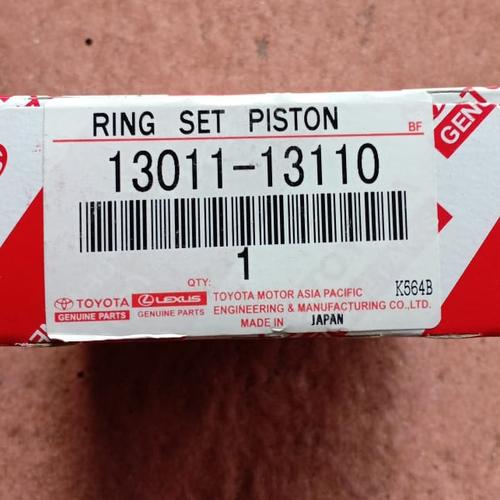 RING SET PISTON
BF
13011-13110
1
QTY:
K564B
TOYOTA
GENUINE PARTS
LEXUS
GENUINE PARTS
TOYOTA MOTOR ASIA PACIFIC
ENGINEERING & MANUFACTURING CO.,LTD.
MADE IN JAPAN
GEN